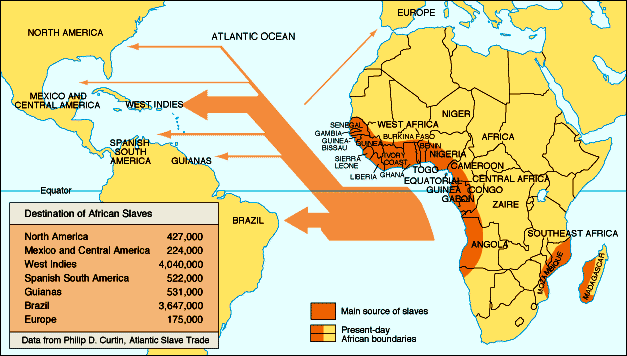 NORTH AMERICA
ATLANTIC OCEAN
EUROPE
MEXICO AND
CENTRAL AMERICA
WEST INDIES
SPANISH
SOUTH
AMERICA
GUIANAS
Equator
BRAZIL
SENEGAL
GAMBIA
GUINEA-
BISSAU
GUINEA
SIERRA
LEONE
LIBERIA
WEST AFRICA
BURKINA FASO
IVORY
COAST
GHANA
TOGO
BENIN
NIGER
NIGERIA
AFRICA
CAMEROON
CENTRAL AFRICA
EQUATORIAL
GUINEA
GABON
CONGO
ZAIRE
ANGOLA
SOUTHEAST AFRICA
MOZAMBIQUE
MADAGASCAR
Destination of African Slaves
North America 427,000
Mexico and Central America 224,000
West Indies 4,040,000
Spanish South America 522,000
Guianas 531,000
Brazil 3,647,000
Europe 175,000
Data from Philip D. Curtin, Atlantic Slave Trade
Main source of slaves
Present-day
African boundaries